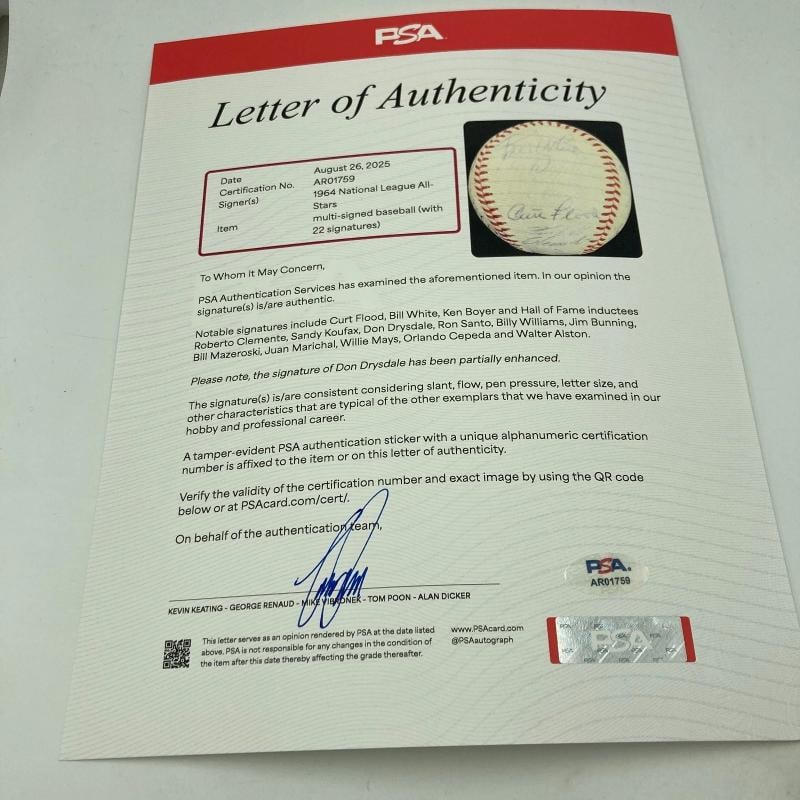 PSA
Letter of Authenticity
Date August 26, 2025
Certification No. AR01759
Signer(s) 1964 National League All-
Stars
Item multi-signed baseball (with
22 signatures)
Curt Flood
To Whom It May Concern,
PSA Authentication Services has examined the aforementioned item. In our opinion the
signature(s) is/are authentic.
Notable signatures include Curt Flood, Bill White, Ken Boyer and Hall of Fame inductees
Roberto Clemente, Sandy Koufax, Don Drysdale, Ron Santo, Billy Williams, Jim Bunning,
Bill Mazeroski, Juan Marichal, Willie Mays, Orlando Cepeda and Walter Alston.
Please note, the signature of Don Drysdale has been partially enhanced.
The signature(s) is/are consistent considering slant, flow, pen pressure, letter size, and
other characteristics that are typical of the other exemplars that we have examined in our
hobby and professional career.
A tamper-evident PSA authentication sticker with a unique alphanumeric certification
number is affixed to the item or on this letter of authenticity.
Verify the validity of the certification number and exact image by using the QR code
below or at PSAcard.com/cert/.
On behalf of the authentication team,
KEVIN KEATING - GEORGE RENAUD - MIKE - TOM POON - ALAN DICKER
This letter serves as an opinion rendered by PSA at the date listed
above. PSA is not responsible for any changes in the condition of
the item after this date thereby affecting the grade thereafter.
www.PSAcard.com
@PSAautograph
PSA.
AR01759
PSA